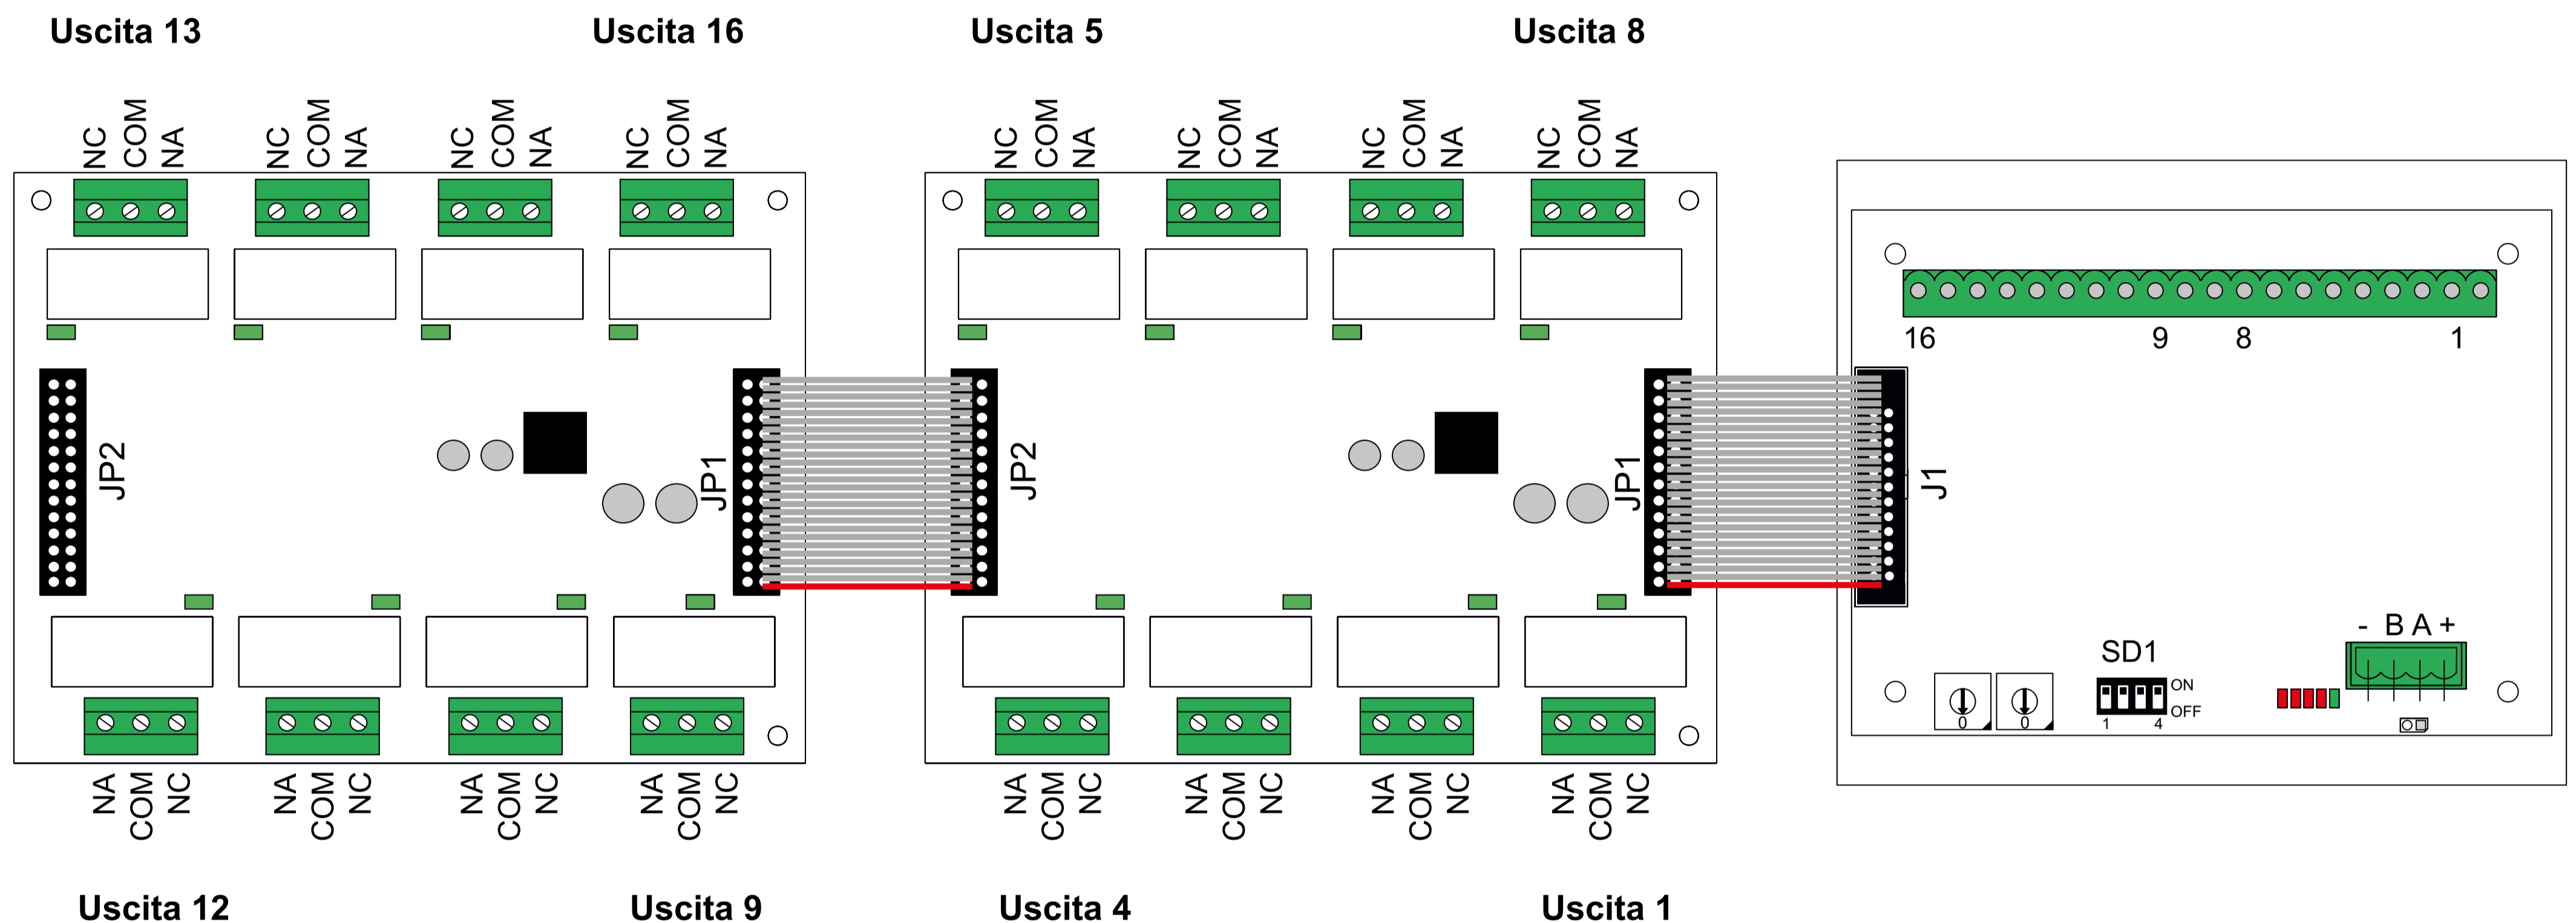 Uscita 13 Uscita 16 Uscita 5 Uscita 8
NC COM NA NC COM NA NC COM NA NC COM NA NC COM NA NC COM NA NC COM NA NC COM NA
16 9 8 1
JP2 JP1 JP2 JP1 J1
- B A +
SD1
ON
OFF
0 0 1 4
NA COM NC NA COM NC NA COM NC NA COM NC NA COM NC NA COM NC NA COM NC NA COM NC
Uscita 12 Uscita 9 Uscita 4 Uscita 1